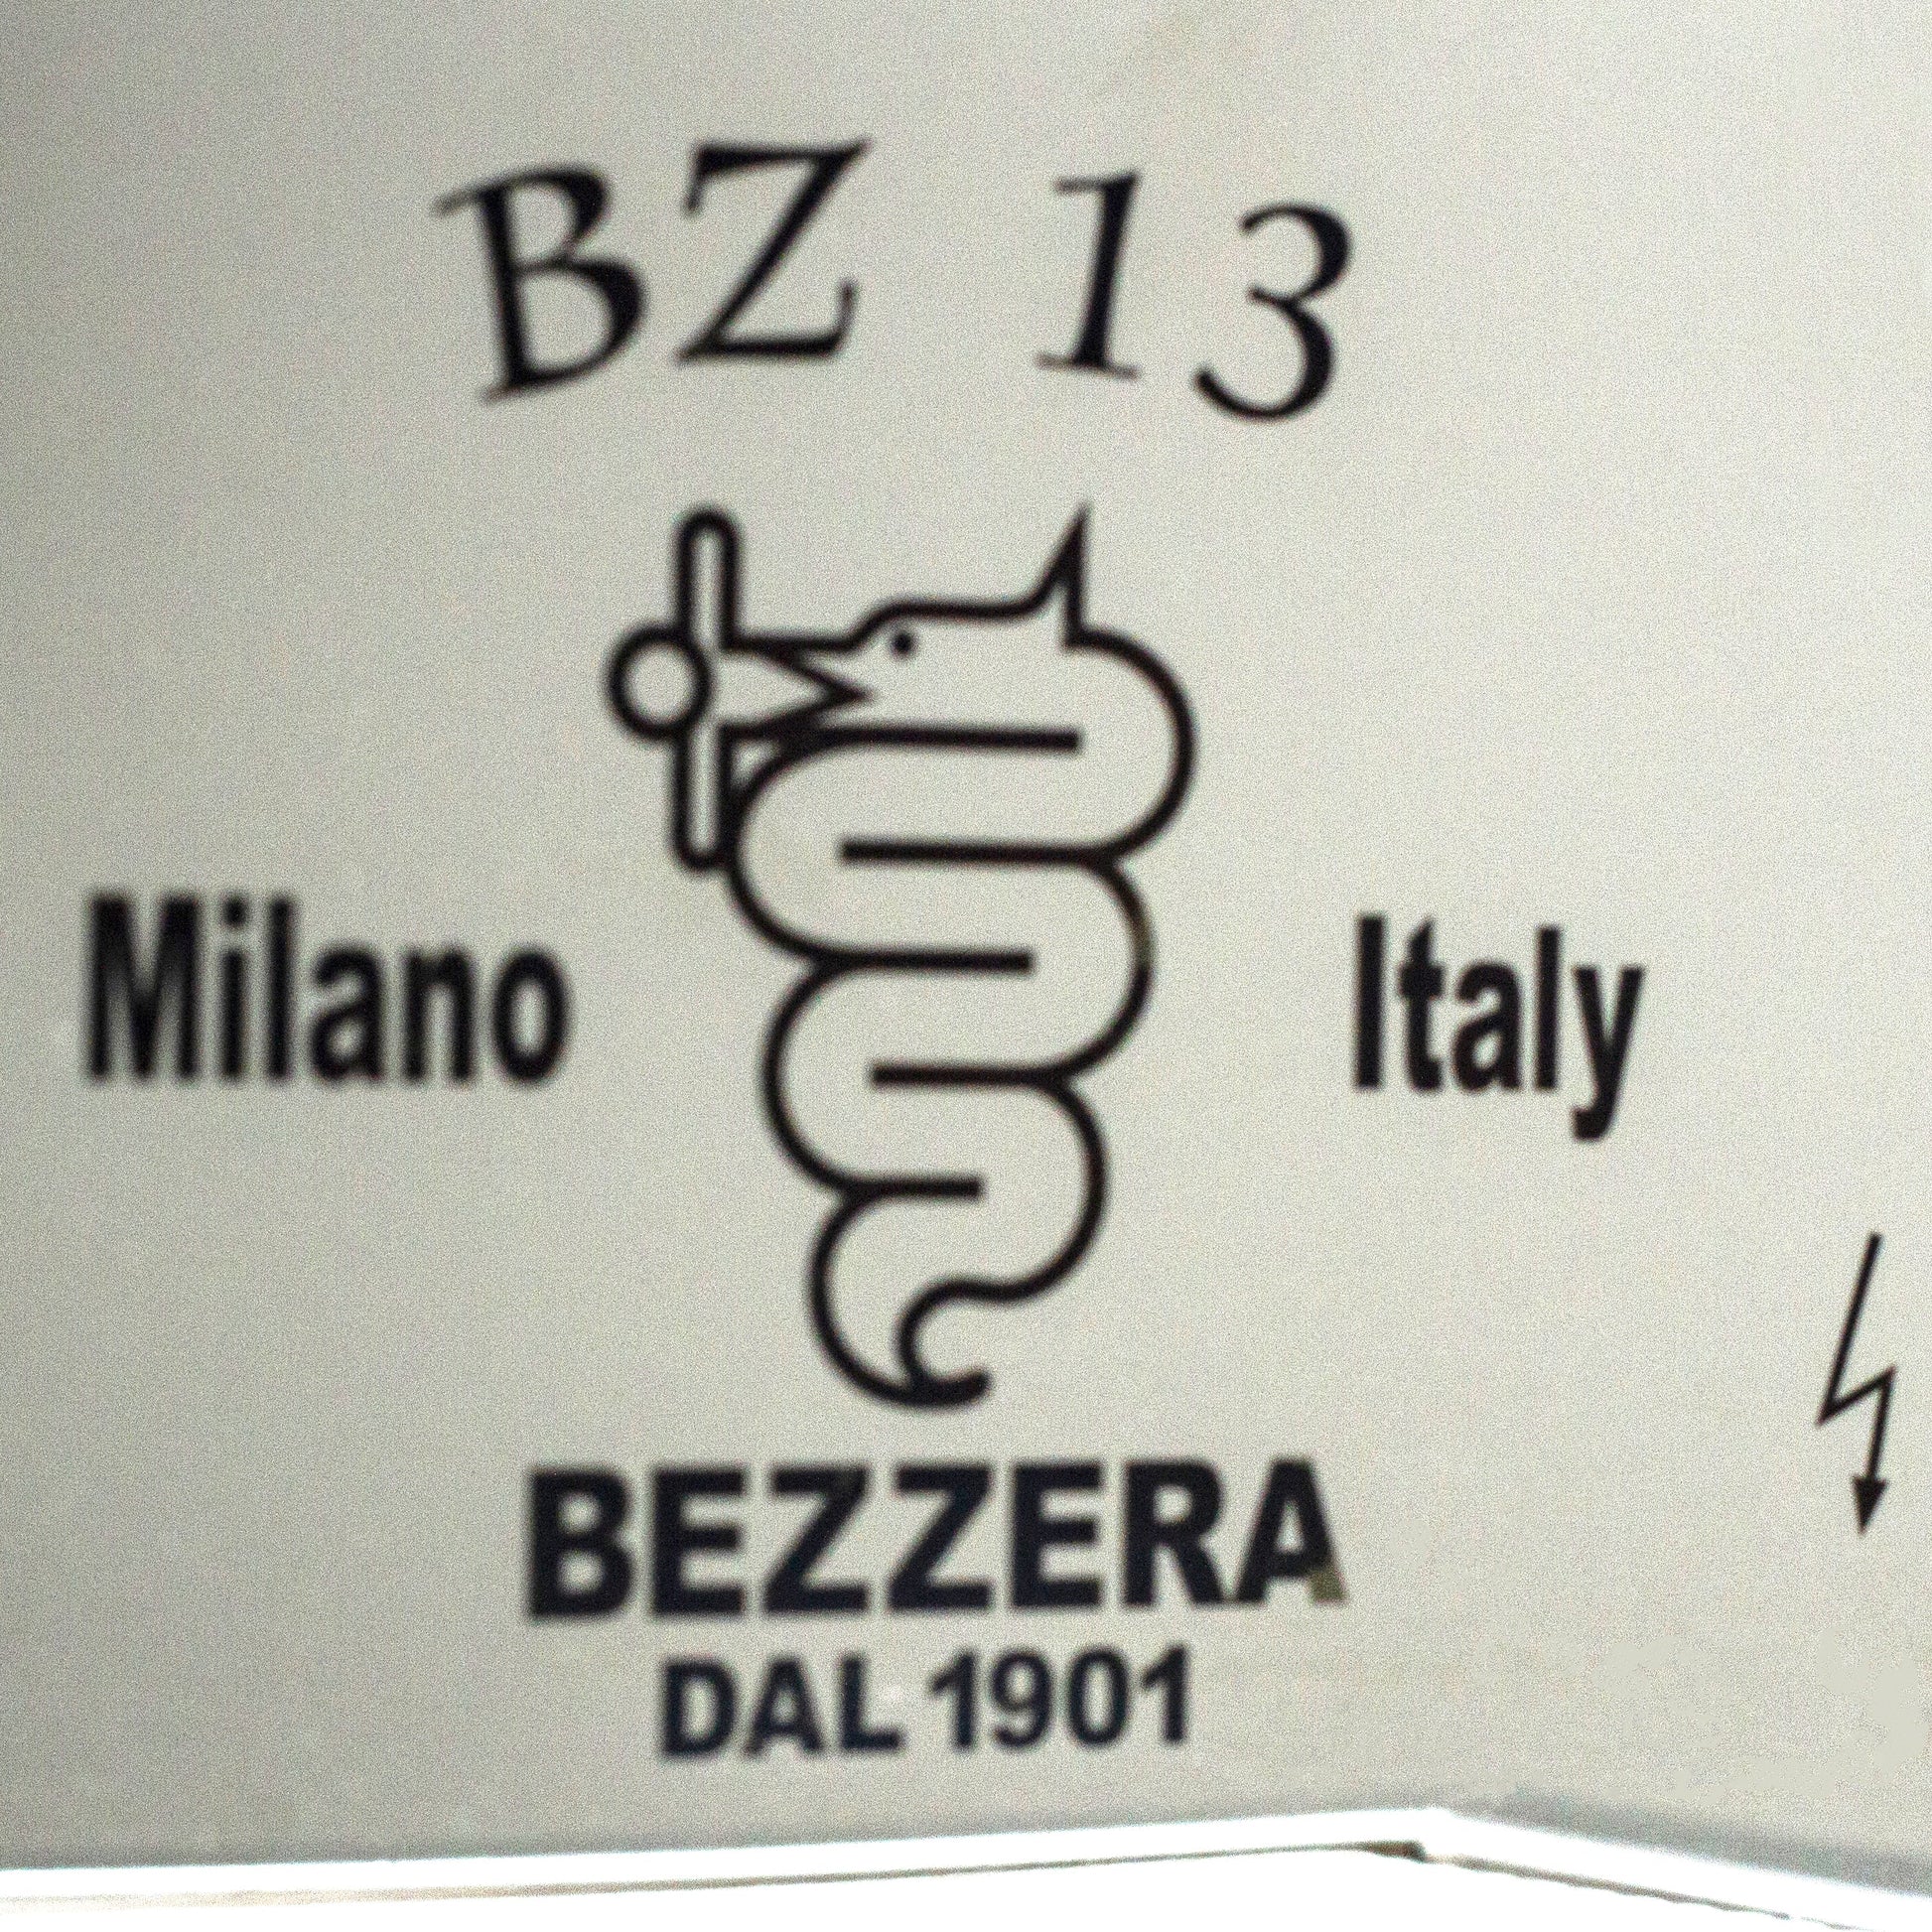 BZ 13
Milano
Italy
BEZZERA
DAL 1901